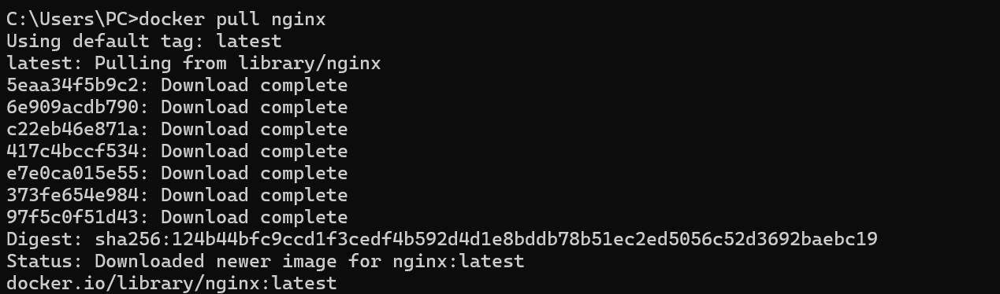 C:\Users\PC>docker pull nginx
Using default tag: latest
latest: Pulling from library/nginx
5eaa34f5b9c2: Download complete
6e909acdb790: Download complete
c22eb46e871a: Download complete
417c4bccf534: Download complete
e7e0ca015e55: Download complete
373fe654e984: Download complete
97f5c0f51d43: Download complete
Digest: sha256:124b44bfc9ccd1f3cedf4b592d4d1e8bddb78b51ec2ed5056c52d3692baebc19
Status: Downloaded newer image for nginx:latest
docker.io/library/nginx:latest